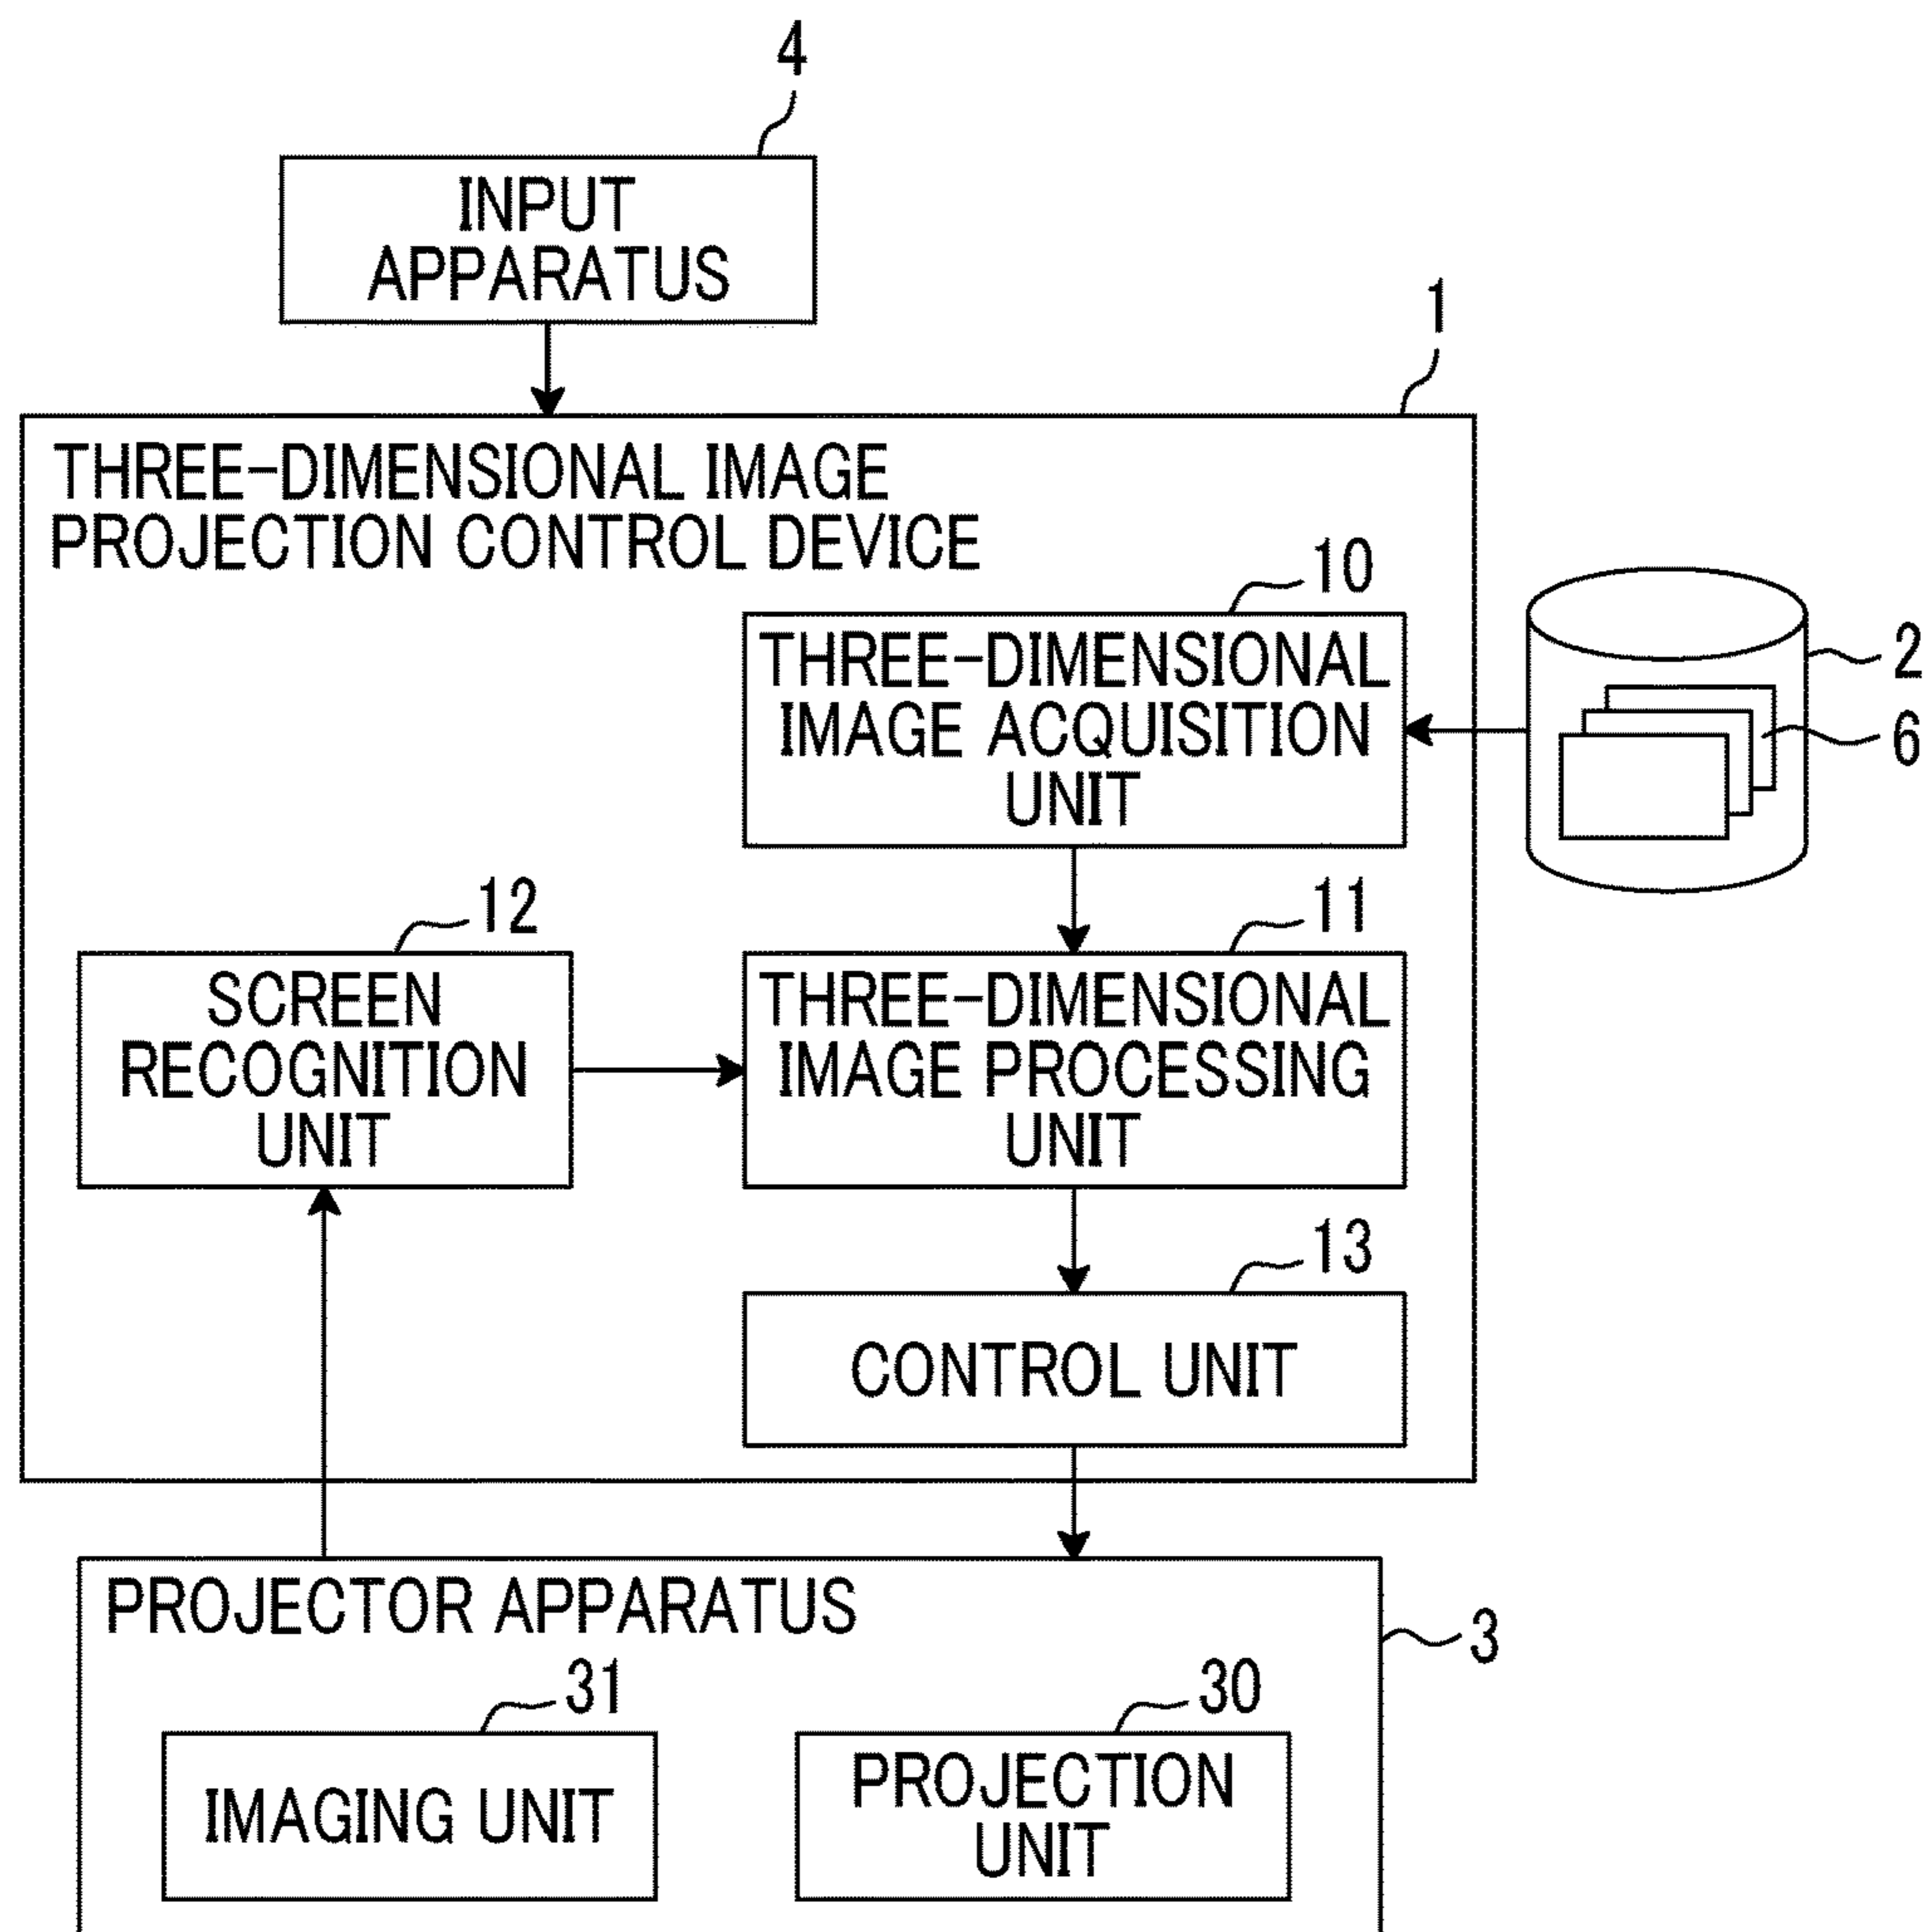 4
INPUT
APPARATUS
1
THREE-DIMENSIONAL IMAGE
PROJECTION CONTROL DEVICE
10
THREE-DIMENSIONAL
IMAGE ACQUISITION
UNIT
2
6
12
SCREEN
RECOGNITION
UNIT
11
THREE-DIMENSIONAL
IMAGE PROCESSING
UNIT
13
CONTROL UNIT
PROJECTOR APPARATUS
3
31
IMAGING UNIT
30
PROJECTION
UNIT